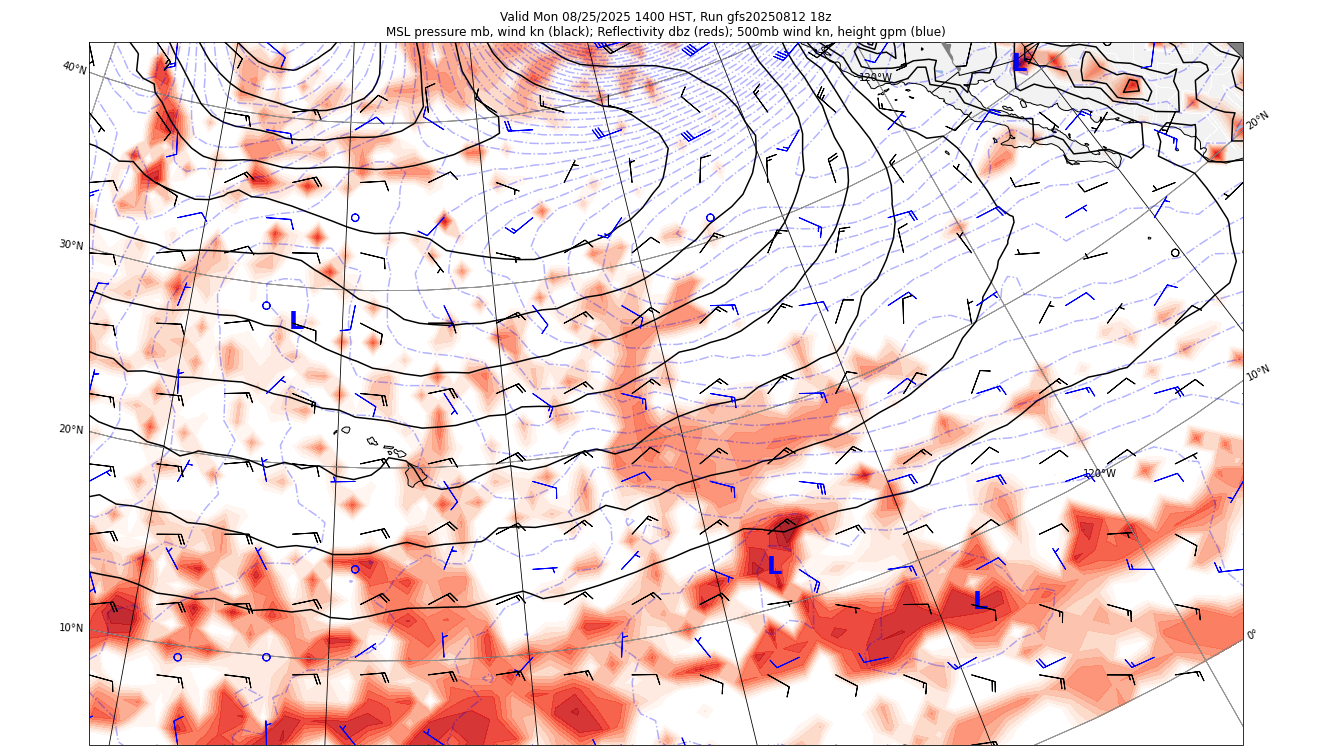 Valid Mon 08/25/2025 1400 HST, Run gfs20250812 18z
MSL pressure mb, wind kn (black); Reflectivity dbz (reds); 500mb wind kn, height gpm (blue)
L
40°N
120°W
20°N
30°N
L
10°N
20°N
120°W
L
L
10°N
0°